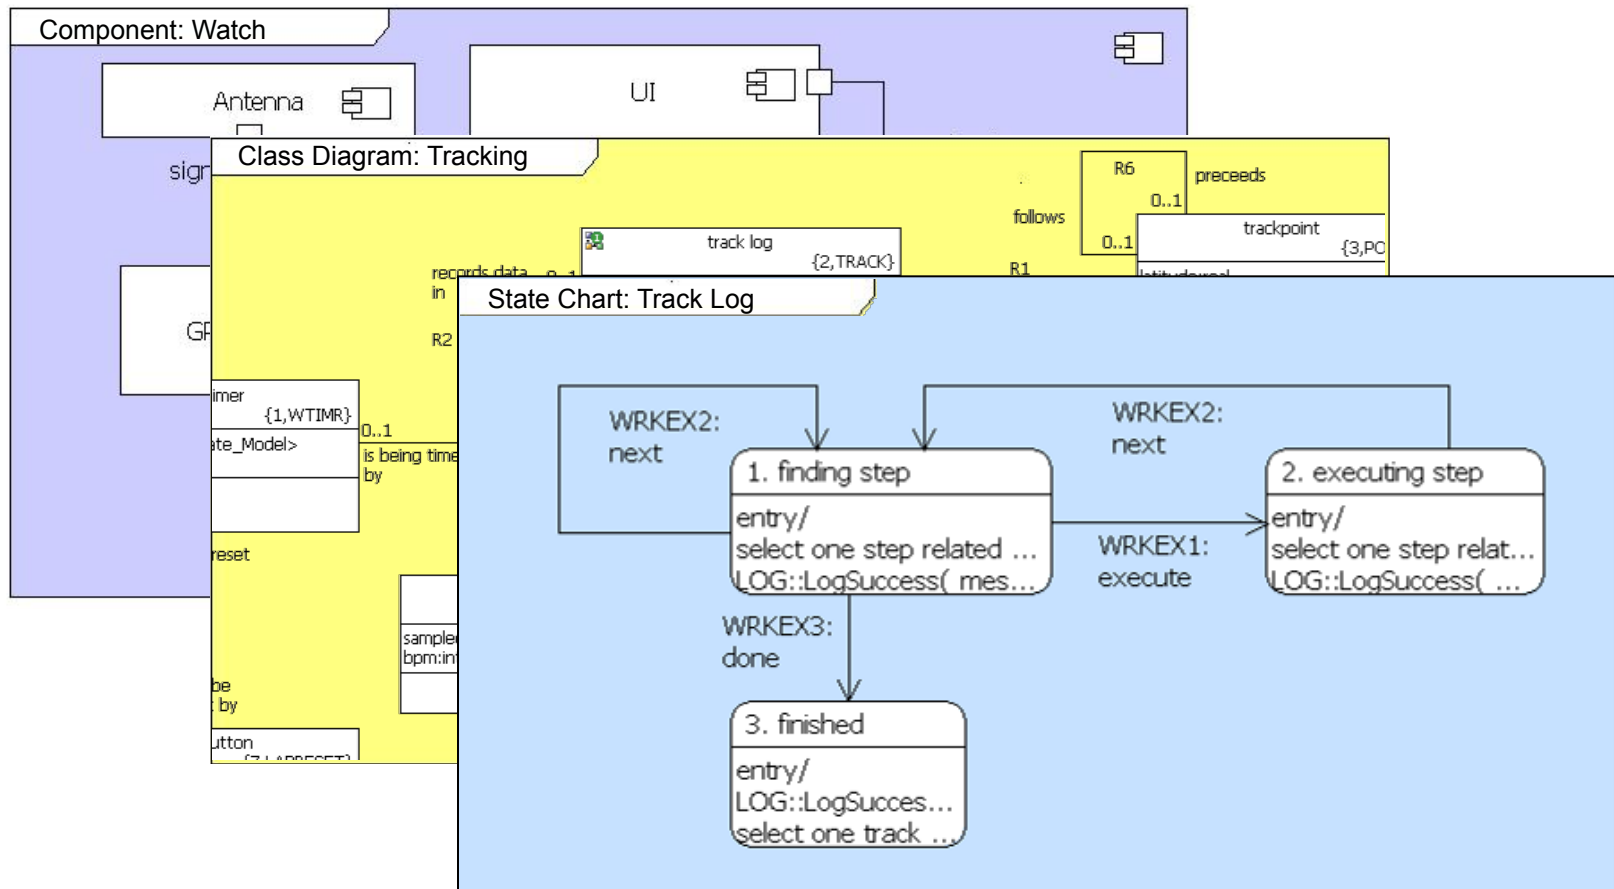 Component: Watch
Antenna
UI
Class Diagram: Tracking
R6
preceeds
0..1
follows
0..1
trackpoint
{3,PO
track log
{2,TRACK}
records data
in
R1
R2
imer
{1,WTIMR}
0..1
ate_Model>
is being time
by
reset
sample
bpm:in
be
by
utton
State Chart: Track Log
WRKEX2:
next
WRKEX2:
next
1. finding step
entry/
select one step related ...
LOG::LogSuccess( mes...
WRKEX1:
execute
2. executing step
entry/
select one step relat...
LOG::LogSuccess( ...
WRKEX3:
done
3. finished
entry/
LOG::LogSucces...
select one track ...